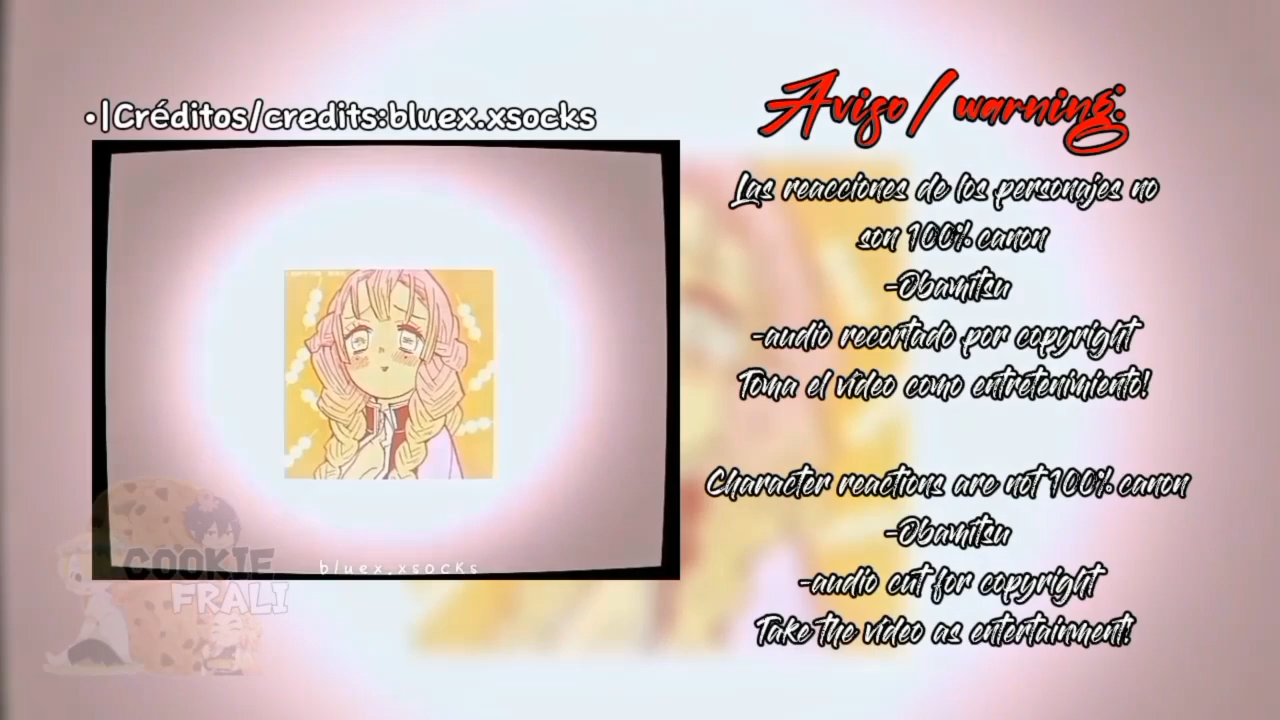 •|Créditos/credits:bluex.xsocks
Aviso/warning:
Las reacciones de los personajes no
son 100% canon
-Obamitsu
-audio recortado por copyright
Toma el video como entretenimiento!
Character reactions are not 100% canon
-Obamitsu
-audio cut for copyright
Take the video as entertainment!
bluex.xsocks
COOKIE
FRALI